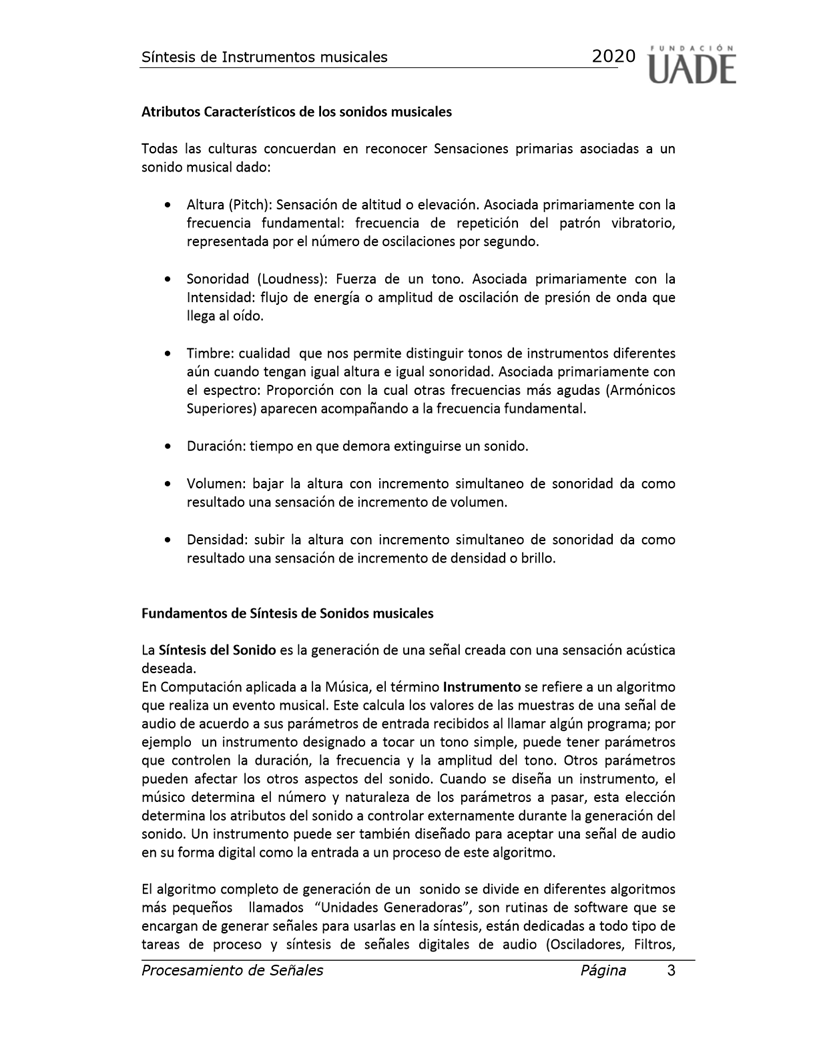 Síntesis de Instrumentos musicales 2020 FUNDACIÓN
UADE
Atributos Característicos de los sonidos musicales
Todas las culturas concuerdan en reconocer Sensaciones primarias asociadas a un
sonido musical dado:
• Altura (Pitch): Sensación de altitud o elevación. Asociada primariamente con la
frecuencia fundamental: frecuencia de repetición del patrón vibratorio,
representada por el número de oscilaciones por segundo.
• Sonoridad (Loudness): Fuerza de un tono. Asociada primariamente con la
Intensidad: flujo de energía o amplitud de oscilación de presión de onda que
llega al oído.
• Timbre: cualidad que nos permite distinguir tonos de instrumentos diferentes
aún cuando tengan igual altura e igual sonoridad. Asociada primariamente con
el espectro: Proporción con la cual otras frecuencias más agudas (Armónicos
Superiores) aparecen acompañando a la frecuencia fundamental.
• Duración: tiempo en que demora extinguirse un sonido.
• Volumen: bajar la altura con incremento simultaneo de sonoridad da como
resultado una sensación de incremento de volumen.
• Densidad: subir la altura con incremento simultaneo de sonoridad da como
resultado una sensación de incremento de densidad o brillo.
Fundamentos de Síntesis de Sonidos musicales
La Síntesis del Sonido es la generación de una señal creada con una sensación acústica
deseada.
En Computación aplicada a la Música, el término Instrumento se refiere a un algoritmo
que realiza un evento musical. Este calcula los valores de las muestras de una señal de
audio de acuerdo a sus parámetros de entrada recibidos al llamar algún programa; por
ejemplo un instrumento designado a tocar un tono simple, puede tener parámetros
que controlen la duración, la frecuencia y la amplitud del tono. Otros parámetros
pueden afectar los otros aspectos del sonido. Cuando se diseña un instrumento, el
músico determina el número y naturaleza de los parámetros a pasar, esta elección
determina los atributos del sonido a controlar externamente durante la generación del
sonido. Un instrumento puede ser también diseñado para aceptar una señal de audio
en su forma digital como la entrada a un proceso de este algoritmo.
El algoritmo completo de generación de un sonido se divide en diferentes algoritmos
más pequeños llamados “Unidades Generadoras”, son rutinas de software que se
encargan de generar señales para usarlas en la síntesis, están dedicadas a todo tipo de
tareas de proceso y síntesis de señales digitales de audio (Osciladores, Filtros,
Procesamiento de Señales Página 3